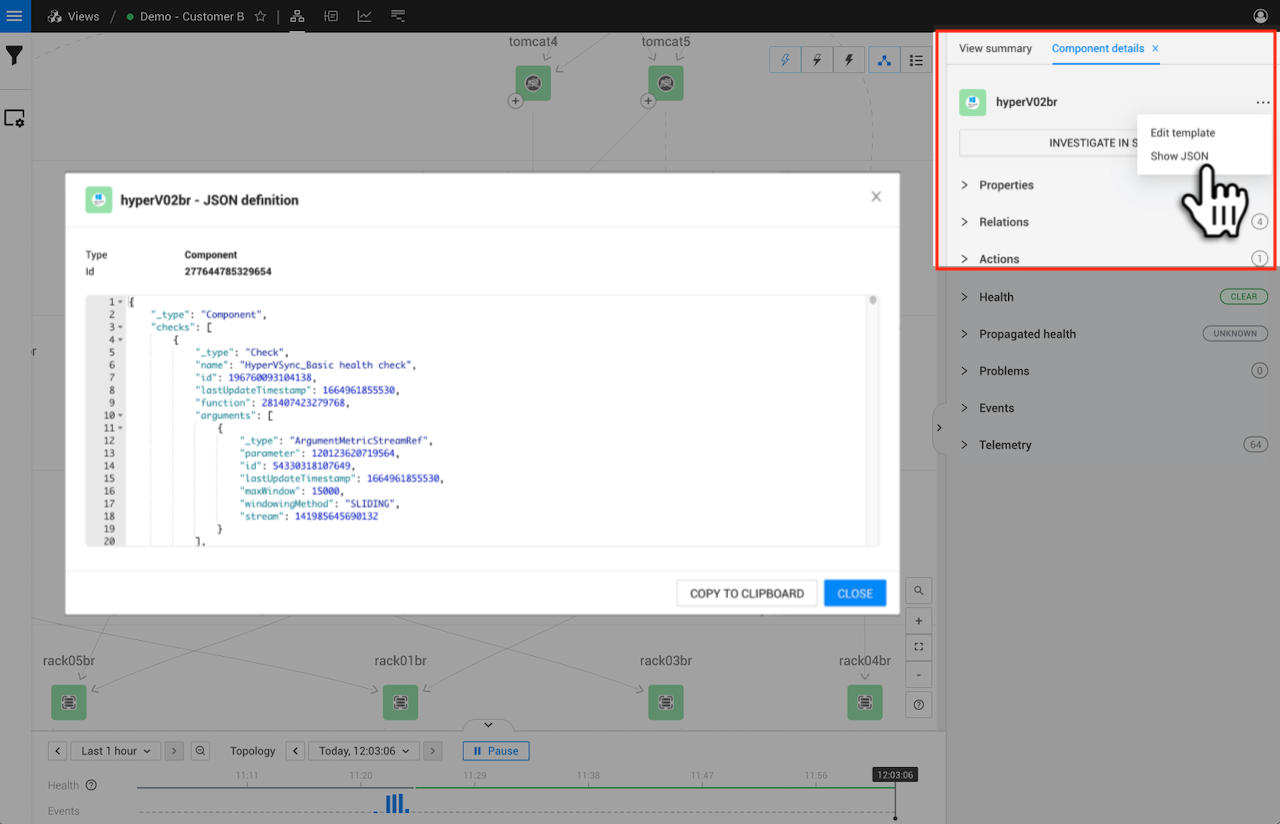 Views / Demo - Customer B
tomcat4
tomcat5
View summary
Component details ×
hyperV02br
...
Edit template
Show JSON
INVESTIGATE IN S
Properties
Relations 4
Actions 1
Health CLEAR
Propagated health UNKNOWN
Problems 0
Events
Telemetry 64
r
hyperV02br - JSON definition
Type Component
Id 277644785329654
1 {
2 "_type": "Component",
3 "checks": [
4 {
5 "_type": "Check",
6 "name": "HyperVSync_Basic health check",
7 "id": 196760093104138,
8 "lastUpdateTimestamp": 1664961855530,
9 "function": 281407423279768,
10 "arguments": [
11 {
12 "_type": "ArgumentMetricStreamRef",
13 "parameter": 120123620719564,
14 "id": 54330318107649,
15 "lastUpdateTimestamp": 1664961855530,
16 "maxWindow": 15000,
17 "windowingMethod": "SLIDING",
18 "stream": 141985645690132
19 }
20 ],
COPY TO CLIPBOARD
CLOSE
+
-
rack05br
rack01br
rack03br
rack04br
Last 1 hour
Topology
Today, 12:03:06
Pause
11:11
11:20
11:29
11:38
11:47
11:56
12:03:06
Health
Events